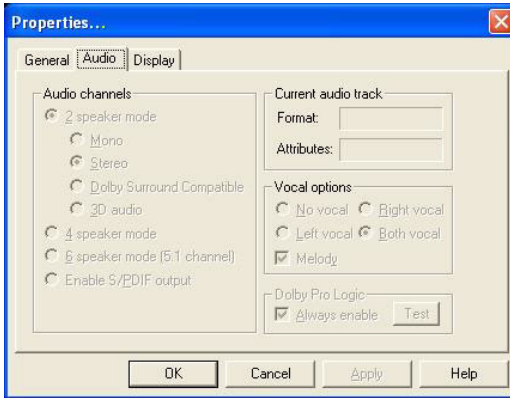 Properties...
General Audio Display
Audio channels
2 speaker mode
Mono
Stereo
Dolby Surround Compatible
3D audio
4 speaker mode
6 speaker mode (5.1 channel)
Enable S/PDIF output
Current audio track
Format:
Attributes:
Vocal options
No vocal Right vocal
Left vocal Both vocal
Melody
Dolby Pro Logic
Always enable Test
OK Cancel Apply Help